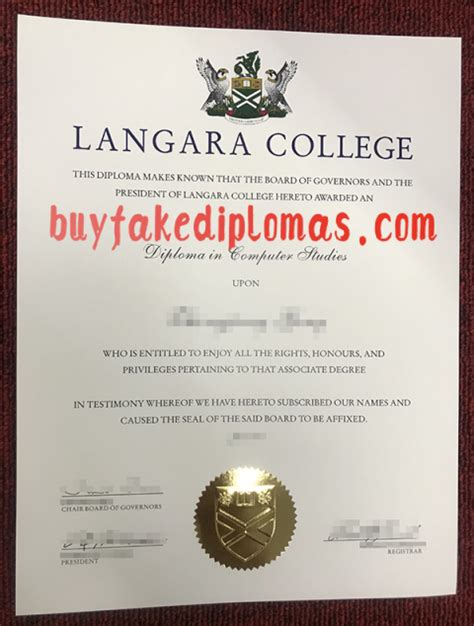 LANGARA COLLEGE
THIS DIPLOMA MAKES KNOWN THAT THE BOARD OF GOVERNORS AND THE
PRESIDENT OF LANGARA COLLEGE HERETO AWARDED AN
buyfakediplomas.com
Diploma in Computer Studies
UPON
WHO IS ENTITLED TO ENJOY ALL THE RIGHTS, HONOURS, AND
PRIVILEGES PERTAINING TO THAT ASSOCIATE DEGREE
IN TESTIMONY WHEREOF WE HAVE HERETO SUBSCRIBED OUR NAMES AND
CAUSED THE SEAL OF THE SAID BOARD TO BE AFFIXED.
CHAIR BOARD OF GOVERNORS
PRESIDENT
REGISTRAR